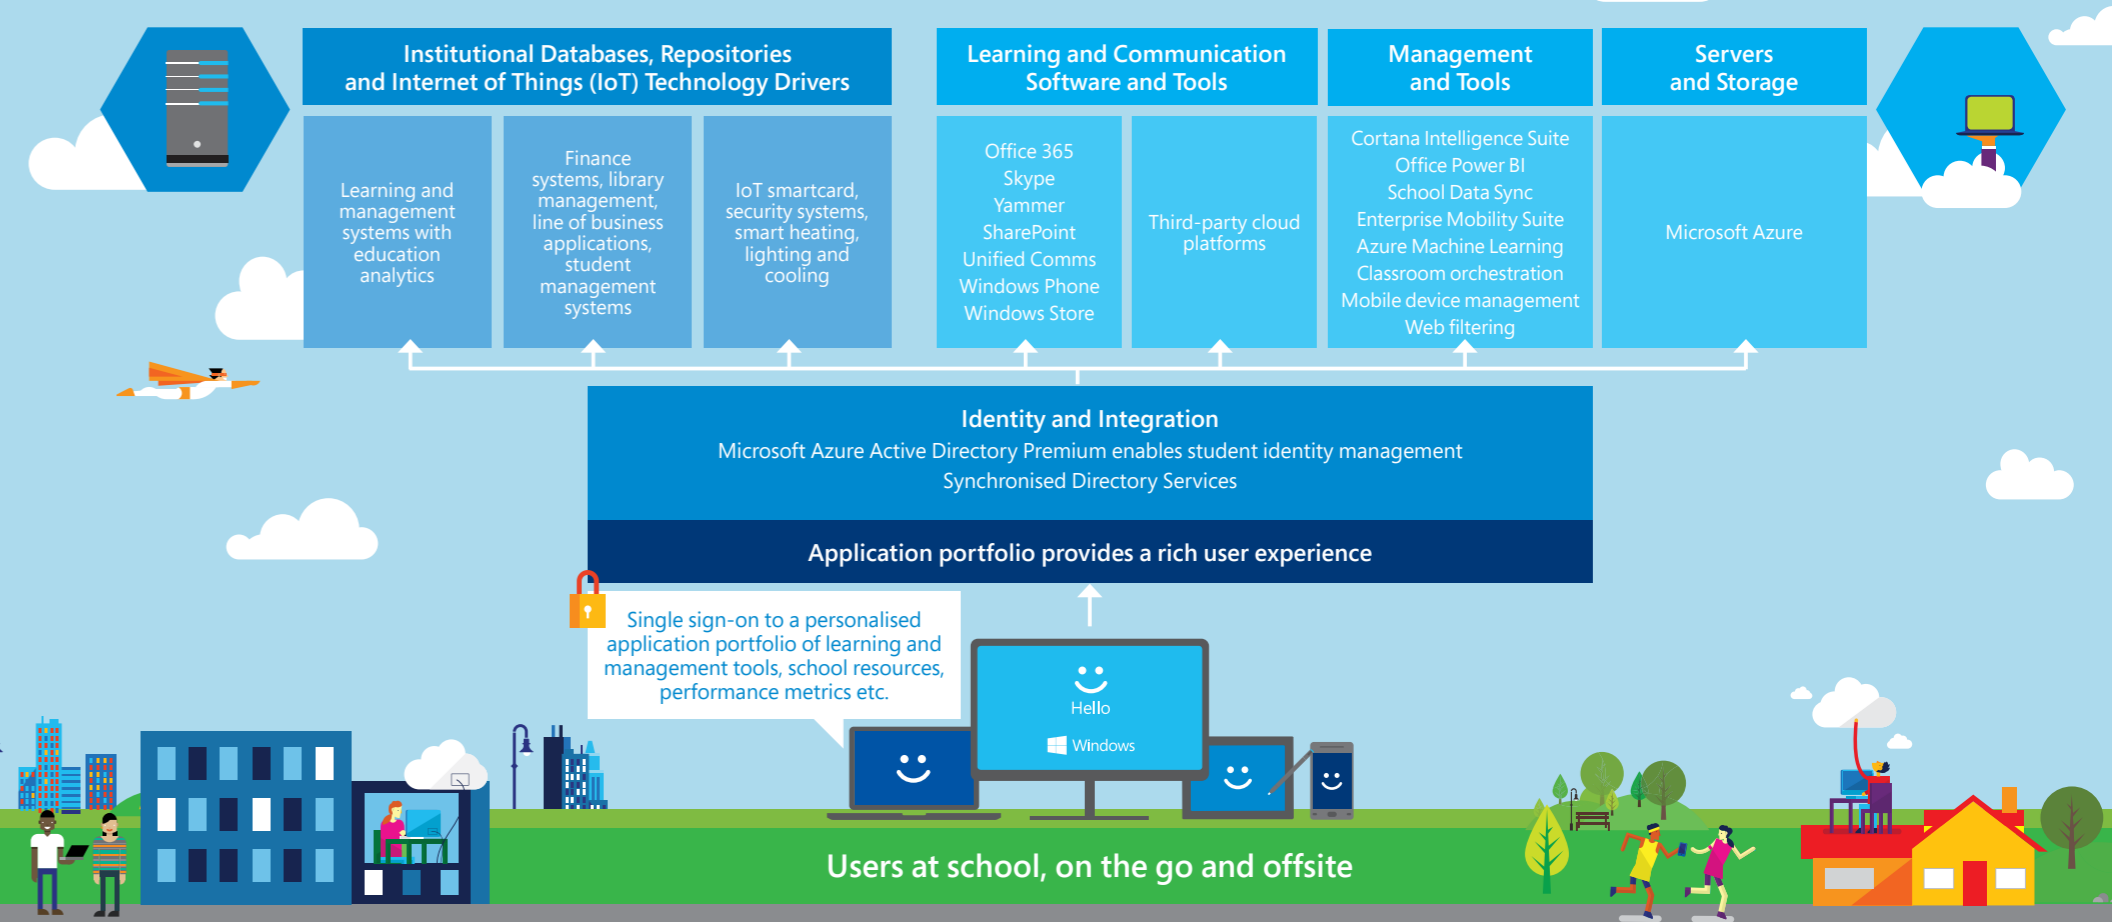 Institutional Databases, Repositories
and Internet of Things (IoT) Technology Drivers
Learning and
management
systems with
education
analytics
Finance
systems, library
management,
line of business
applications,
student
management
systems
IoT smartcard,
security systems,
smart heating,
lighting and
cooling
Learning and Communication
Software and Tools
Office 365
Skype
Yammer
SharePoint
Unified Comms
Windows Phone
Windows Store
Third-party cloud
platforms
Management
and Tools
Cortana Intelligence Suite
Office Power BI
School Data Sync
Enterprise Mobility Suite
Azure Machine Learning
Classroom orchestration
Mobile device management
Web filtering
Servers
and Storage
Microsoft Azure
Identity and Integration
Microsoft Azure Active Directory Premium enables student identity management
Synchronised Directory Services
Application portfolio provides a rich user experience
Single sign-on to a personalised
application portfolio of learning and
management tools, school resources,
performance metrics etc.
Hello
Windows
Users at school, on the go and offsite